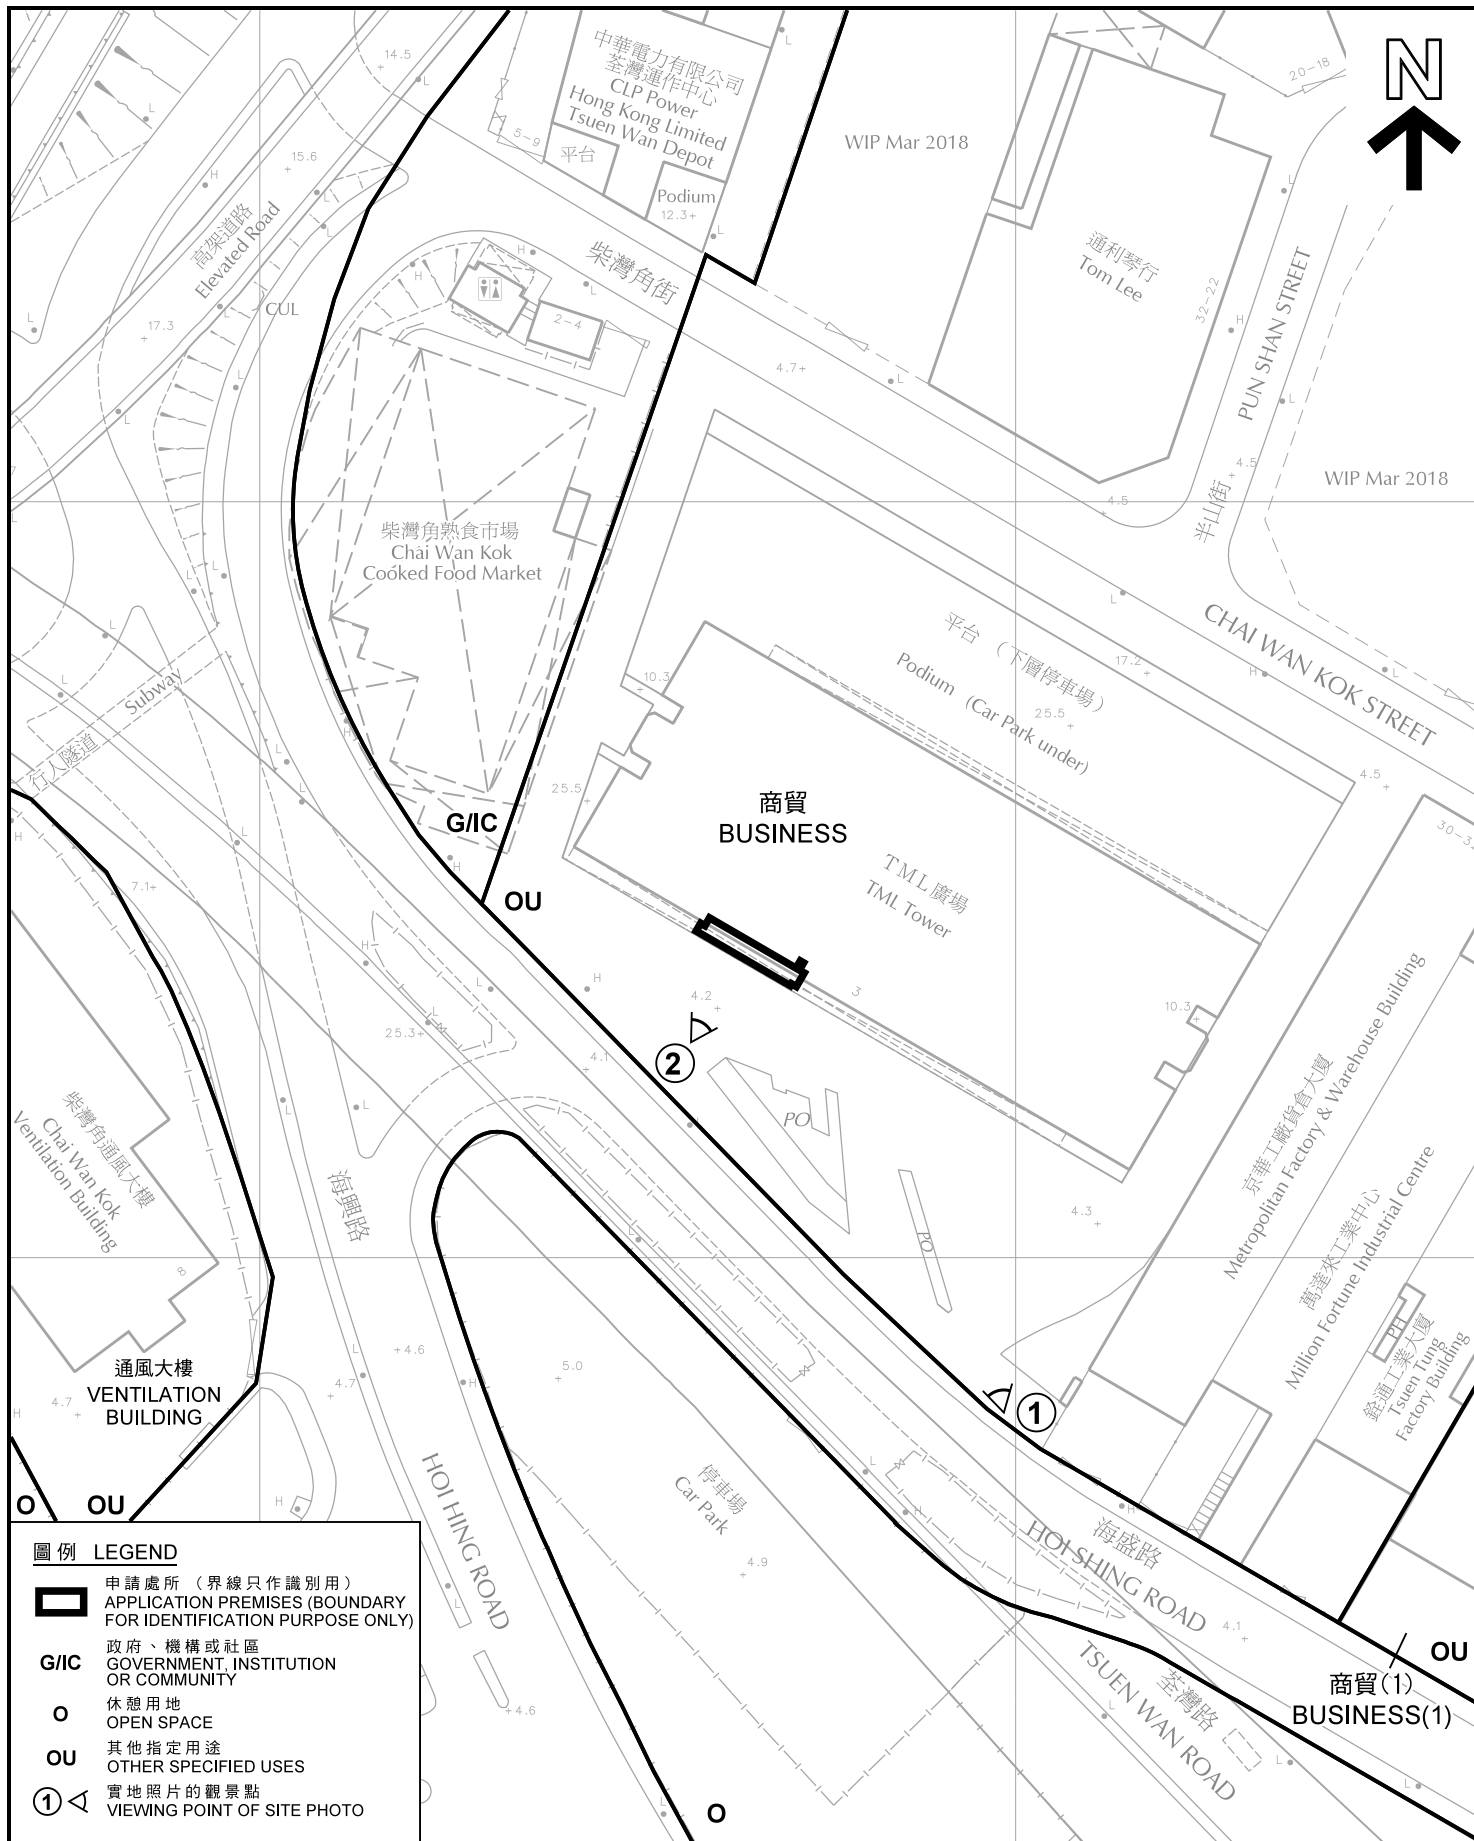 N
14.5
中華電力有限公司
荃灣運作中心
CLP Power
Hong Kong Limited
Tsuen Wan Depot
5-9
平台
Podium
12.3
20-18
WIP Mar 2018
通利琴行
Tom Lee
32-22
PUN SHAN STREET
半山街
4.5
WIP Mar 2018
15.6
高架道路
Elevated Road
CUL
17.3
柴灣角街
2-4
4.7
4.5
柴灣角熟食市場
Chai Wan Kok
Cooked Food Market
CHAI WAN KOK STREET
平台 (下層停車場)
Podium (Car Park under)
17.2
25.5
10.3
25.5
4.5
Subway
行人隧道
G/IC
OU
商貿
BUSINESS
TML 廣場
TML Tower
3
10.3
7.1
25.3
4.2
4.1
2
PO
PO
4.3
京華工廠貨倉大廈
Metropolitan Factory & Warehouse Building
萬達來工業中心
Million Fortune Industrial Centre
PH
銓通工業大廈
Tsuen Tung
Factory Building
柴灣角通風大樓
Chai Wan Kok
Ventilation Building
8
海興路
HOI HING ROAD
通風大樓
VENTILATION
BUILDING
4.7
4.7
4.6
5.0
1
停車場
Car Park
4.9
海盛路
HOI SHING ROAD
4.1
荃灣路
TSUEN WAN ROAD
4.6
O
OU
O
OU
商貿(1)
BUSINESS(1)
圖例 LEGEND
申請處所 (界線只作識別用)
APPLICATION PREMISES (BOUNDARY
FOR IDENTIFICATION PURPOSE ONLY)
G/IC
政府、機構或社區
GOVERNMENT, INSTITUTION
OR COMMUNITY
O
休憩用地
OPEN SPACE
OU
其他指定用途
OTHER SPECIFIED USES
1
實地照片的觀景點
VIEWING POINT OF SITE PHOTO